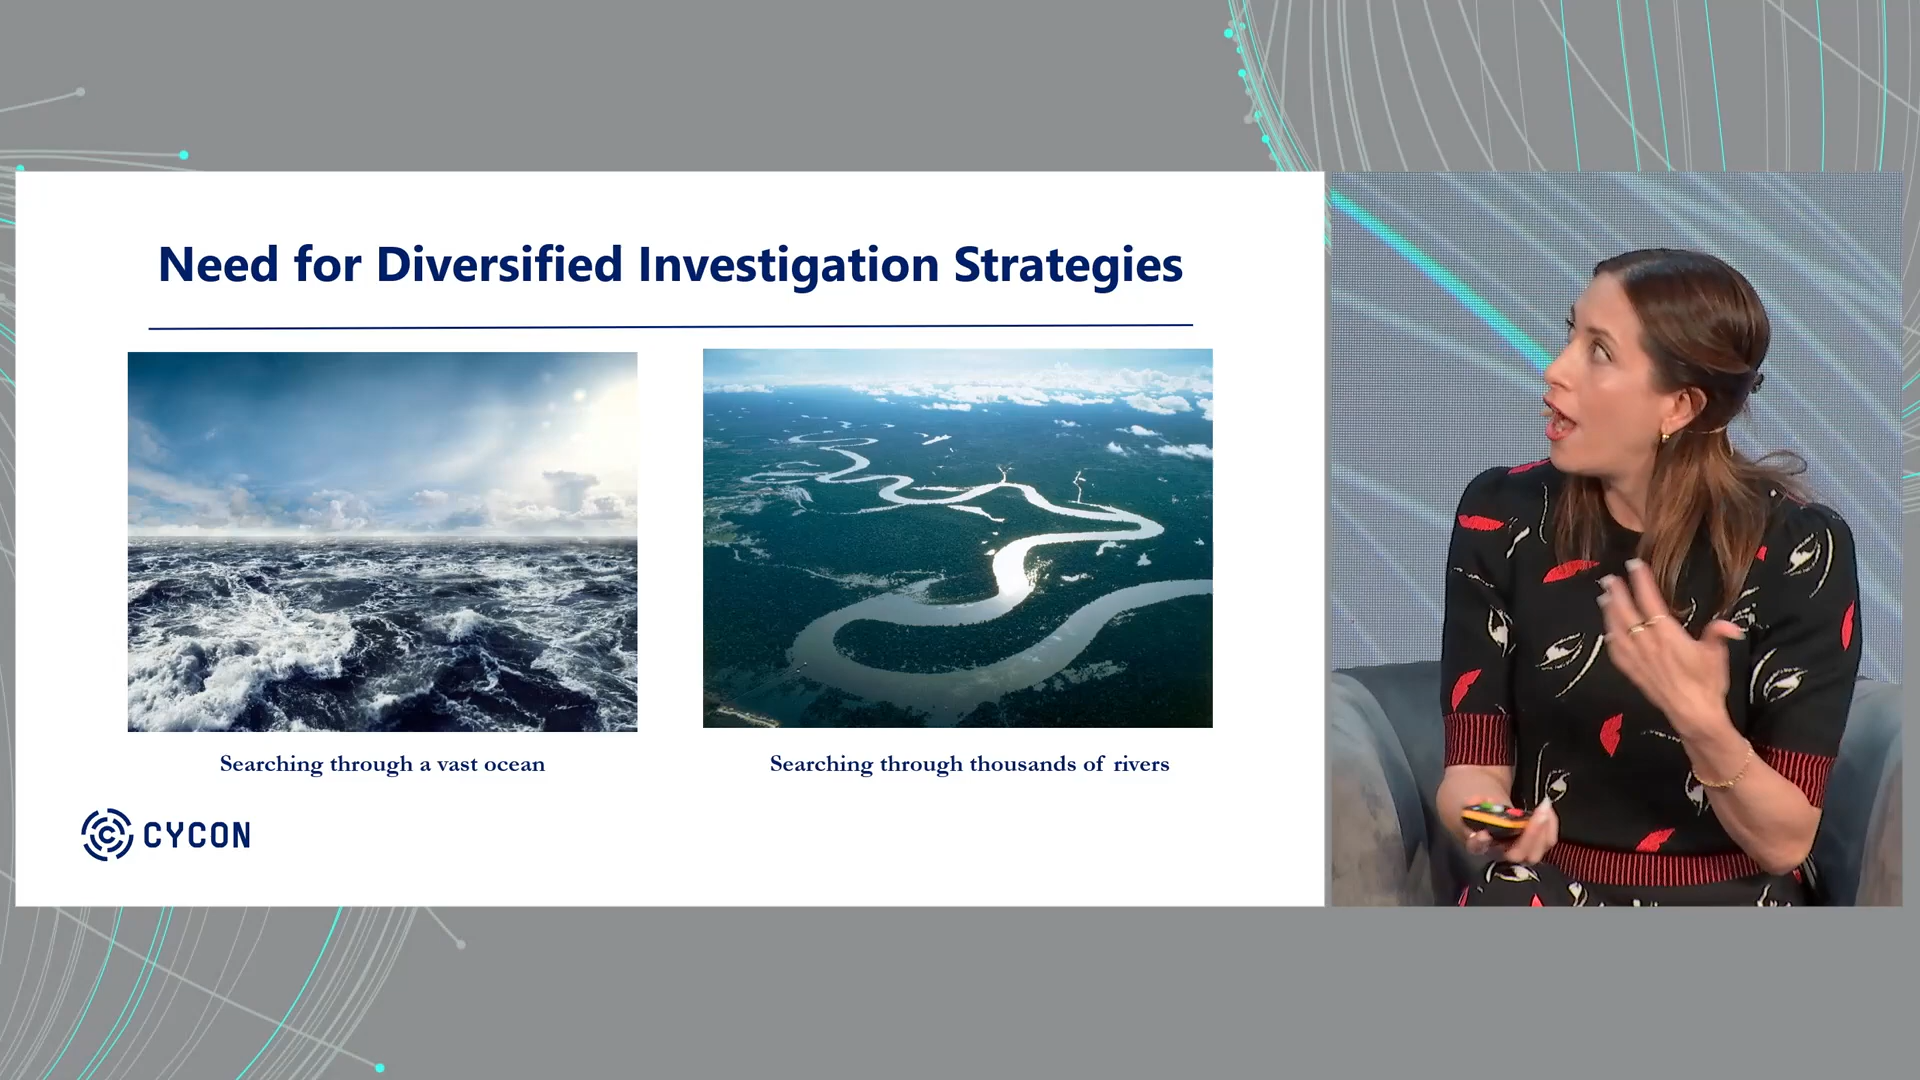 Need for Diversified Investigation Strategies
Searching through a vast ocean
Searching through thousands of rivers
CYCON